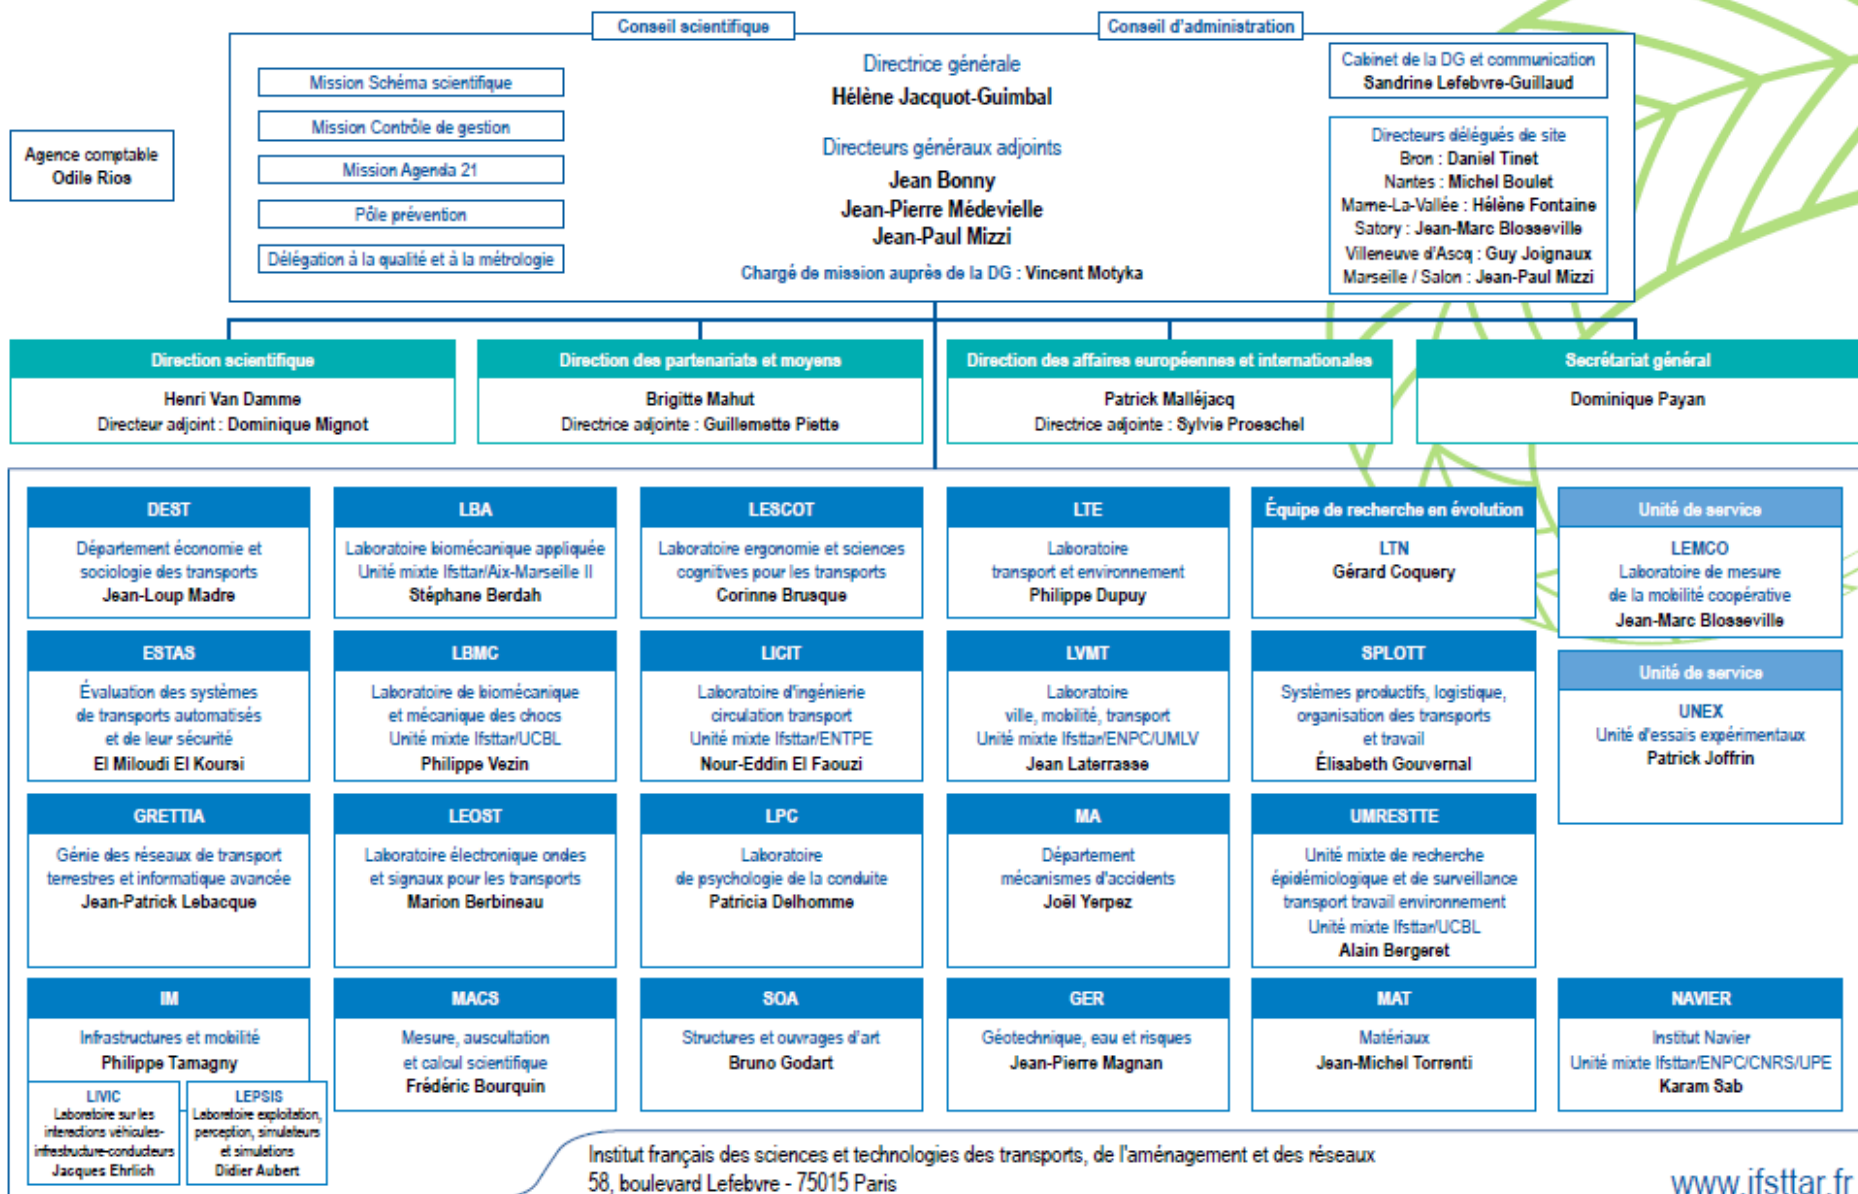 Conseil scientifique
Conseil d'administration
Agence comptable
Odile Rios
Mission Schéma scientifique
Mission Contrôle de gestion
Mission Agenda 21
Pôle prévention
Délégation à la qualité et à la métrologie
Directrice générale
Hélène Jacquot-Guimbal
Directeurs généraux adjoints
Jean Bonny
Jean-Pierre Médevielle
Jean-Paul Mizzi
Chargé de mission auprès de la DG : Vincent Motyka
Cabinet de la DG et communication
Sandrine Lefebvre-Guillaud
Directeurs délégués de site
Bron : Daniel Tinet
Nantes : Michel Boulet
Marne-La-Vallée : Hélène Fontaine
Satory : Jean-Marc Blosseville
Villeneuve d'Ascq : Guy Joignaux
Marseille / Salon : Jean-Paul Mizzi
Direction scientifique
Henri Van Damme
Directeur adjoint : Dominique Mignot
Direction des partenariats et moyens
Brigitte Mahut
Directrice adjointe : Guillemette Piette
Direction des affaires européennes et internationales
Patrick Malléjacq
Directrice adjointe : Sylvie Proeschel
Secrétariat général
Dominique Payan
DEST
Département économie et
sociologie des transports
Jean-Loup Madre
LBA
Laboratoire biomécanique appliquée
Unité mixte Ifsttar/Aix-Marseille II
Stéphane Berdah
LESCOT
Laboratoire ergonomie et sciences
cognitives pour les transports
Corinne Brusque
LTE
Laboratoire
transport et environnement
Philippe Dupuy
Équipe de recherche en évolution
LTN
Gérard Coquery
Unité de service
LEMCO
Laboratoire de mesure
de la mobilité coopérative
Jean-Marc Blosseville
ESTAS
Évaluation des systèmes
de transports automatisés
et de leur sécurité
El Miloudi El Koursi
LBMC
Laboratoire de biomécanique
et mécanique des chocs
Unité mixte Ifsttar/UCBL
Philippe Vezin
LICIT
Laboratoire d'ingénierie
circulation transport
Unité mixte Ifsttar/ENTPE
Nour-Eddin El Faouzi
LVMT
Laboratoire
ville, mobilité, transport
Unité mixte Ifsttar/ENPC/UMLV
Jean Laterrasse
SPLOTT
Systèmes productifs, logistique,
organisation des transports
et travail
Élisabeth Gouvernal
Unité de service
UNEX
Unité d'essais expérimentaux
Patrick Joffrin
GRETTIA
Génie des réseaux de transport
terrestres et informatique avancée
Jean-Patrick Lebacque
LEOST
Laboratoire électronique ondes
et signaux pour les transports
Marion Berbineau
LPC
Laboratoire
de psychologie de la conduite
Patricia Delhomme
MA
Département
mécanismes d'accidents
Joël Yerpez
UMRESTTE
Unité mixte de recherche
épidémiologique et de surveillance
transport travail environnement
Unité mixte Ifsttar/UCBL
Alain Bergeret
IM
Infrastructures et mobilité
Philippe Tamagny
LIVIC
Laboratoire sur les
interactions véhicules-
infrastructure-conducteurs
Jacques Ehrlich
LEPSIS
Laboratoire exploitation,
perception, simulateurs
et simulations
Didier Aubert
MACS
Mesure, auscultation
et calcul scientifique
Frédéric Bourquin
SOA
Structures et ouvrages d'art
Bruno Godart
GER
Géotechnique, eau et risques
Jean-Pierre Magnan
MAT
Matériaux
Jean-Michel Torrenti
NAVIER
Institut Navier
Unité mixte Ifsttar/ENPC/CNRS/UPE
Karam Sab
Institut français des sciences et technologies des transports, de l'aménagement et des réseaux
58, boulevard Lefebvre - 75015 Paris
www.ifsttar.fr